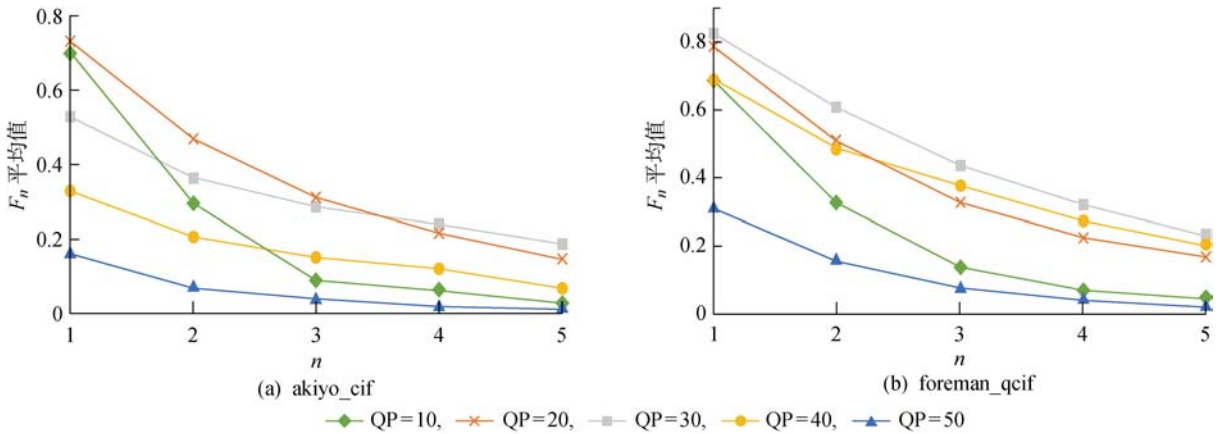 0.8
0.6
0.4
0.2
0
F_n 平均值
1 2 3 4 5
n
(a) akiyo_cif
0.8
0.6
0.4
0.2
0
F_n 平均值
1 2 3 4 5
n
(b) foreman_qcif
QP=10, QP=20, QP=30, QP=40, QP=50